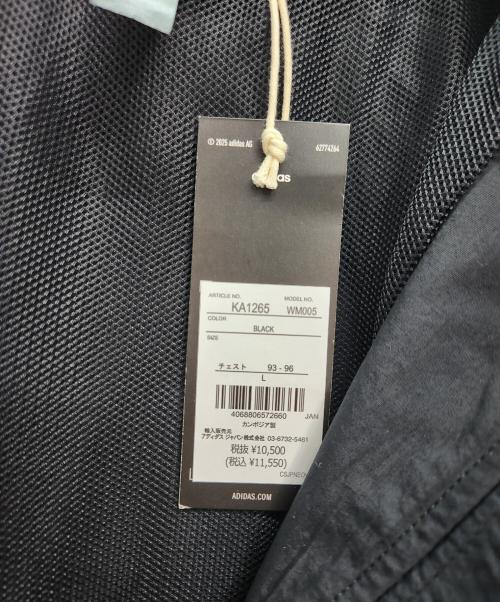 © 2025 adidas AG 62774264
as
ARTICLE NO. MODEL NO.
KA1265 WM005
COLOR
BLACK
SIZE
チェスト 93 - 96
L
4068806572660 JAN
カンボジア製
輸入販売元
アディダス ジャパン株式会社 03-6732-5461
税抜 ¥10,500
(税込 ¥11,550)
ADIDAS.COM